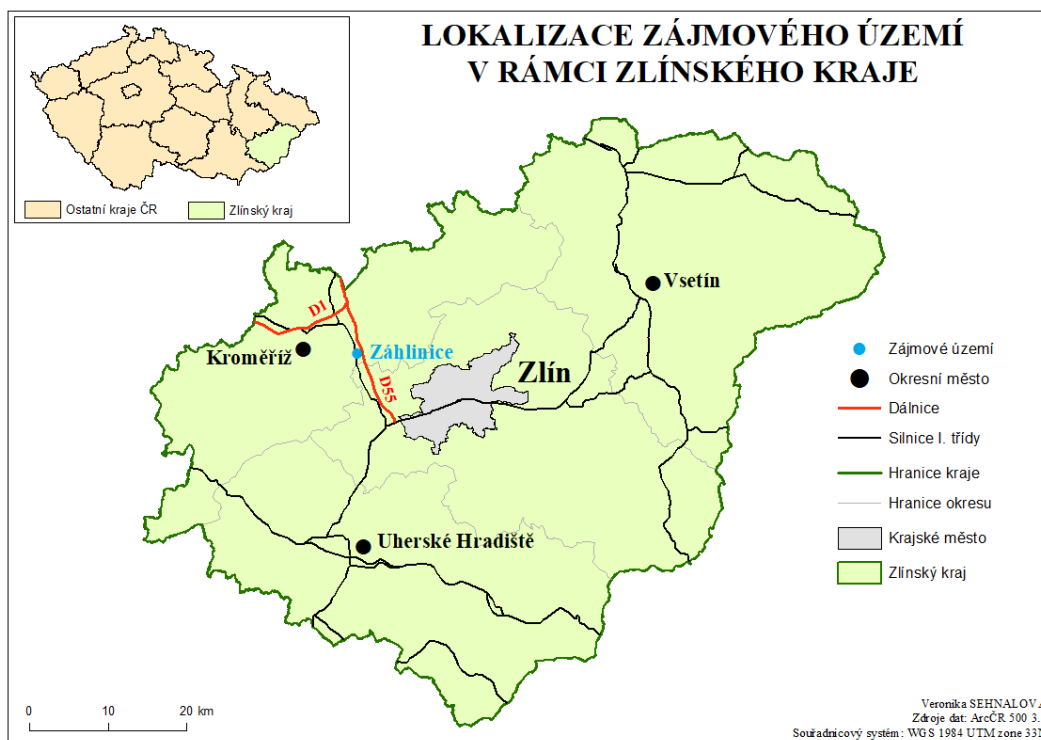 LOKALIZACE ZÁJMOVÉHO ÚZEMÍ
V RÁMCI ZLÍNSKÉHO KRAJE
Ostatní kraje ČR
Zlínský kraj
Vsetín
D1
Kroměříž
Záhlinice
Zlín
D55
Uherské Hradiště
Zájmové území
Okresní město
Dálnice
Silnice I. třídy
Hranice kraje
Hranice okresu
Krajské město
Zlínský kraj
0 10 20 km
Veronika SEHNALOVÁ
Zdroje dat: ArcČR 500 3.
Souřadnicový systém: WGS 1984 UTM zone 33N